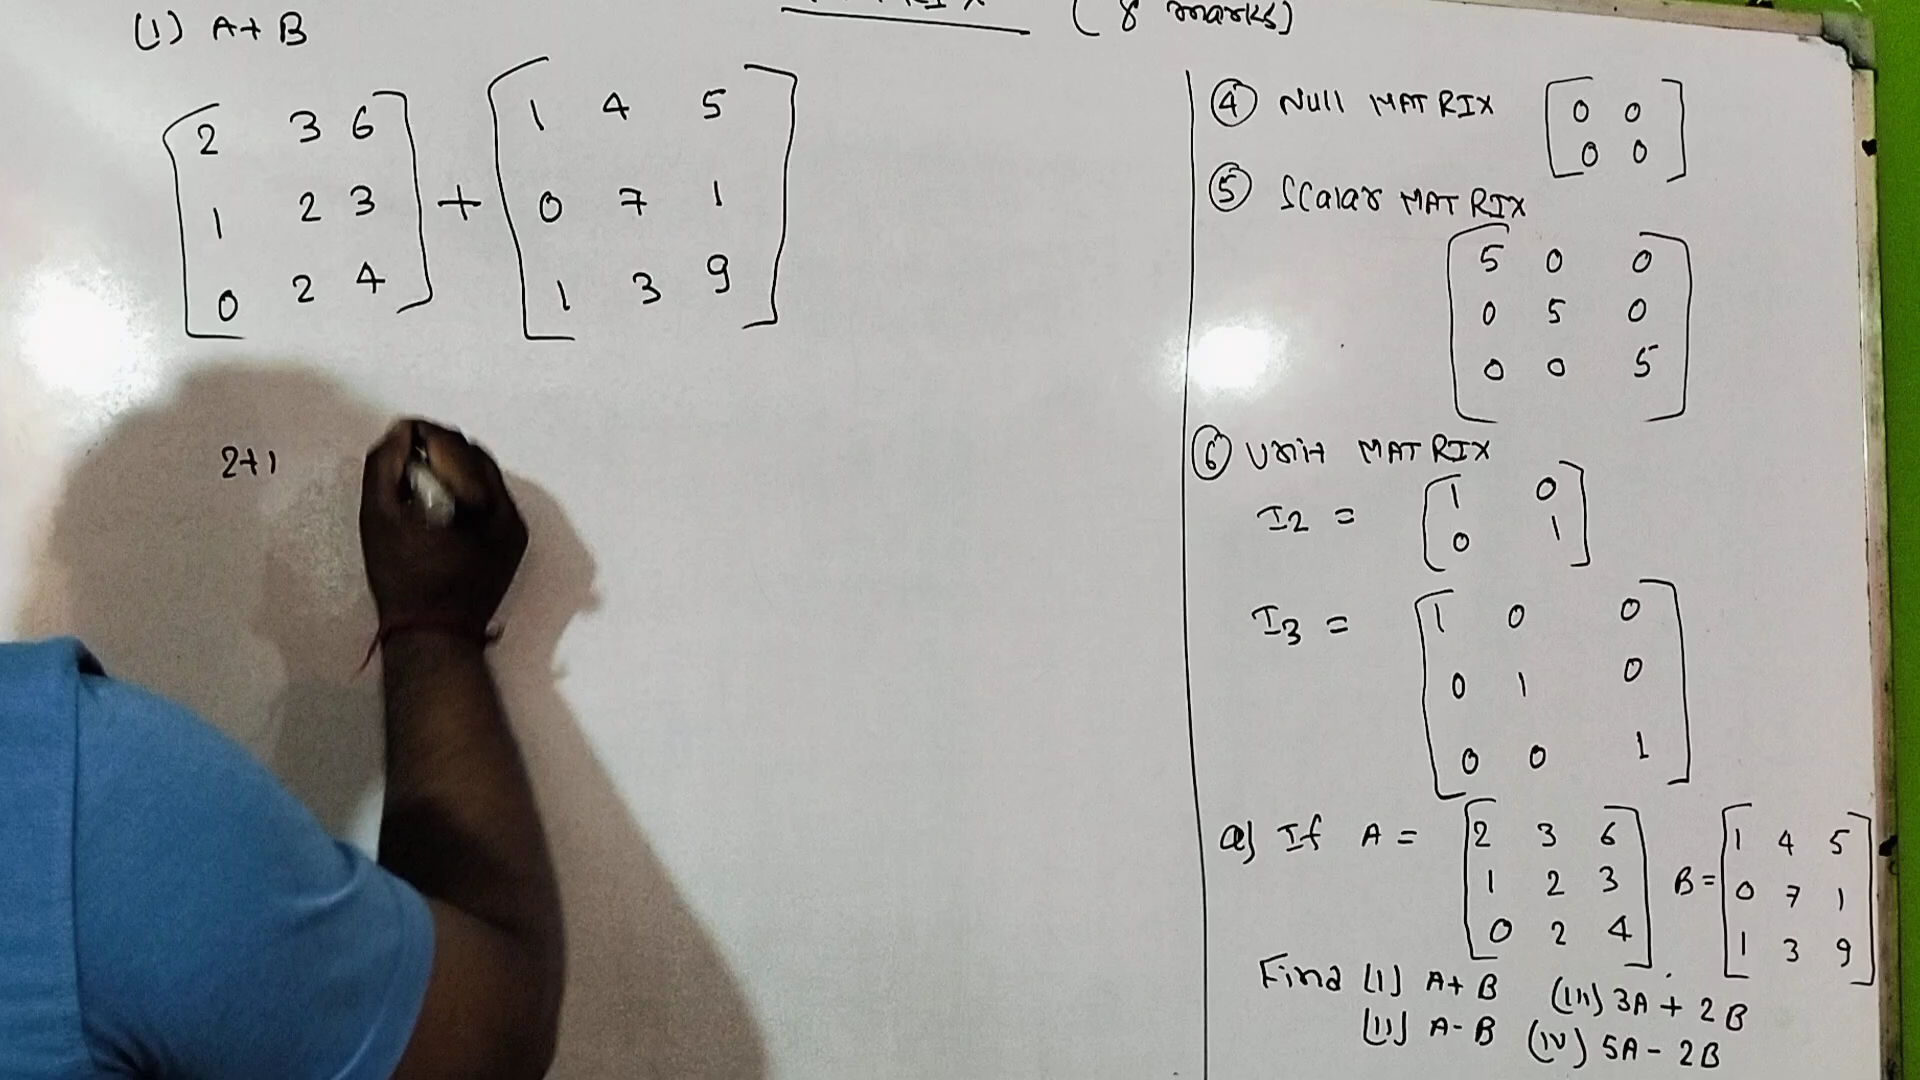 (8 marks)
(I) A+B
2 3 6
1 2 3
0 2 4
+
1 4 5
0 7 1
1 3 9
2+1
④ Null MATRIX
0 0
0 0
⑤ Scalar MATRIX
5 0 0
0 5 0
0 0 5
⑥ Unit MATRIX
I2 =
1 0
0 1
I3 =
1 0 0
0 1 0
0 0 1
Q) If A =
2 3 6
1 2 3
0 2 4
B =
1 4 5
0 7 1
1 3 9
Find (I) A+B (III) 3A + 2B
(II) A-B (IV) 5A - 2B